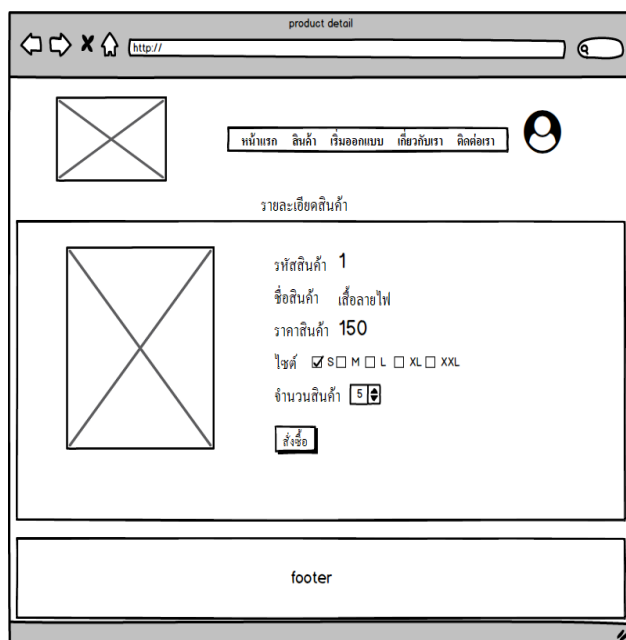 product detail
http://
หน้าแรก สินค้า เริ่มออกแบบ เกี่ยวกับเรา ติดต่อเรา
รายละเอียดสินค้า
รหัสสินค้า 1
ชื่อสินค้า เสื้อลายไฟ
ราคาสินค้า 150
ไซต์ S M L XL XXL
จำนวนสินค้า 5
สั่งซื้อ
footer